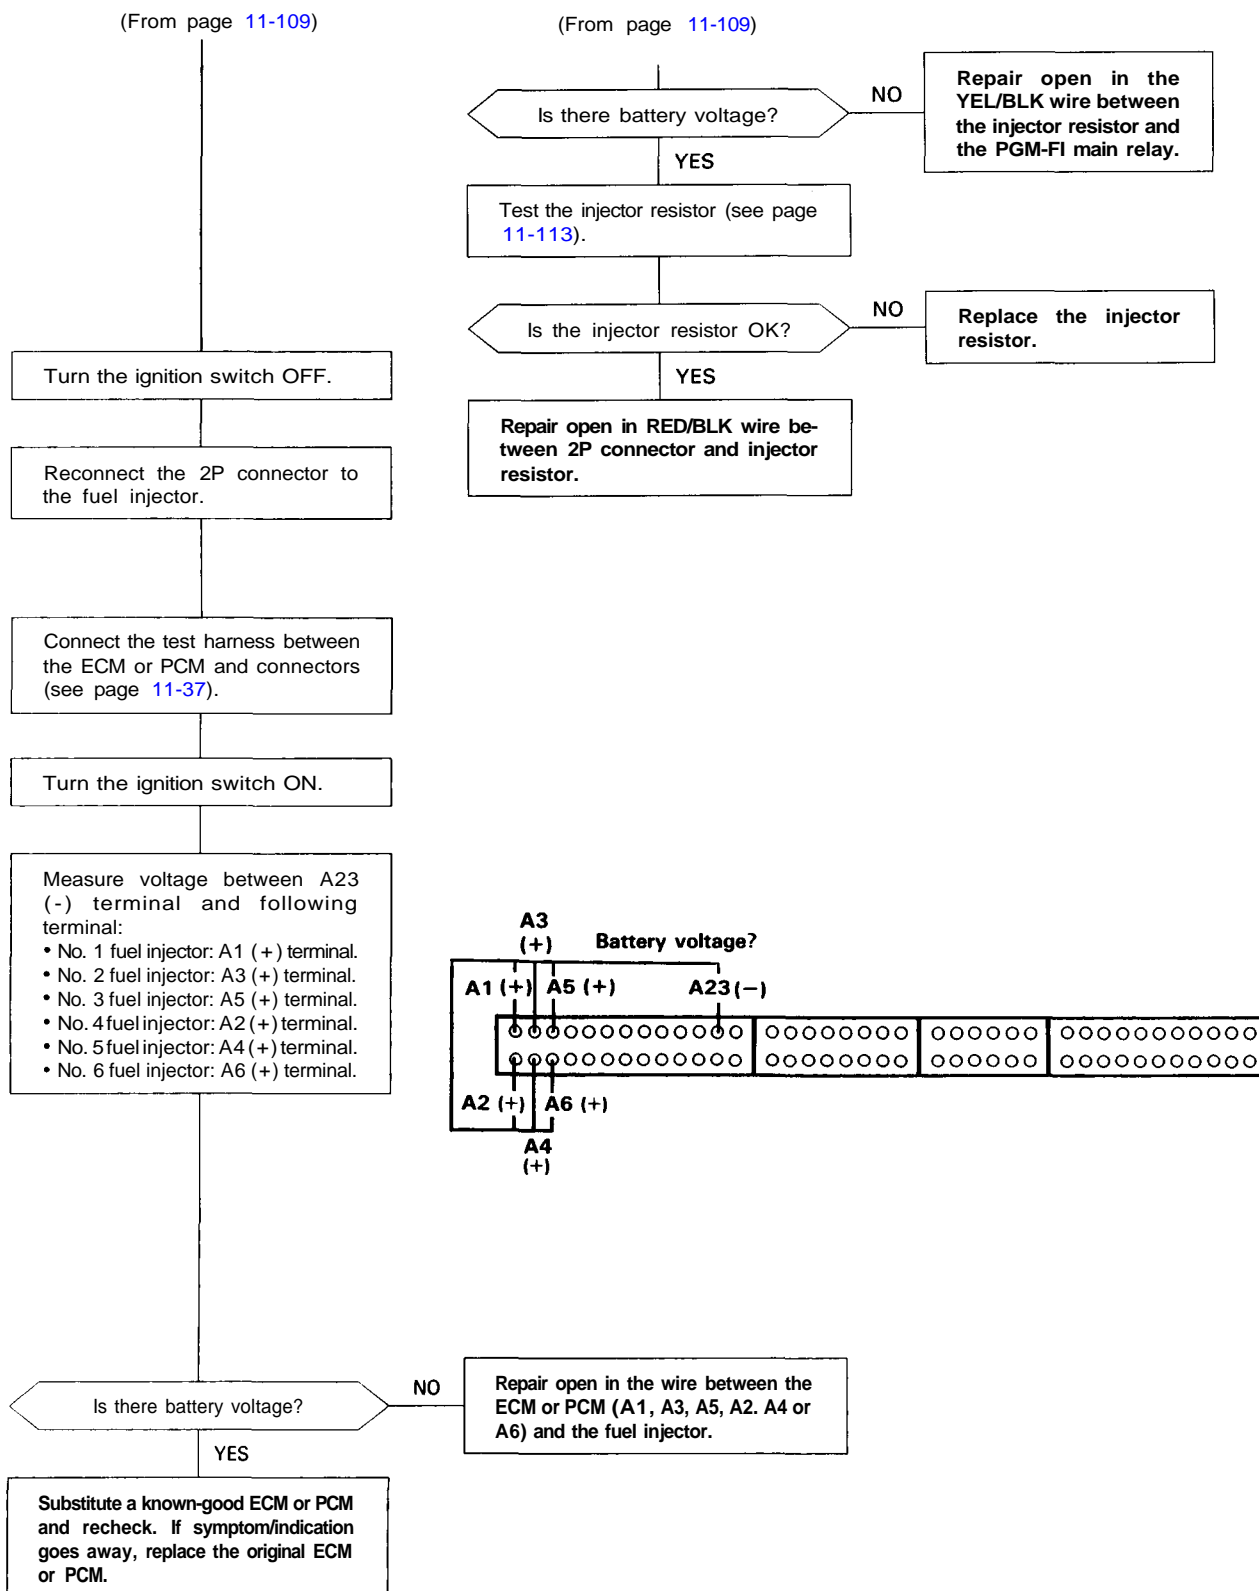 (From page 11-109)
Turn the ignition switch OFF.
Reconnect the 2P connector to
the fuel injector.
Connect the test harness between
the ECM or PCM and connectors
(see page 11-37).
Turn the ignition switch ON.
Measure voltage between A23
(-) terminal and following
terminal:
• No. 1 fuel injector: A1 (+) terminal.
• No. 2 fuel injector: A3 (+) terminal.
• No. 3 fuel injector: A5 (+) terminal.
• No. 4 fuel injector: A2 (+) terminal.
• No. 5 fuel injector: A4 (+) terminal.
• No. 6 fuel injector: A6 (+) terminal.
Is there battery voltage?
NO
Repair open in the wire between the
ECM or PCM (A1, A3, A5, A2. A4 or
A6) and the fuel injector.
YES
Substitute a known-good ECM or PCM
and recheck. If symptom/indication
goes away, replace the original ECM
or PCM.
(From page 11-109)
Is there battery voltage?
NO
Repair open in the
YEL/BLK wire between
the injector resistor and
the PGM-FI main relay.
YES
Test the injector resistor (see page
11-113).
Is the injector resistor OK?
NO
Replace the injector
resistor.
YES
Repair open in RED/BLK wire be-
tween 2P connector and injector
resistor.
A3
(+)
Battery voltage?
A1 (+) A5 (+) A23 (−)
A2 (+) A6 (+)
A4
(+)